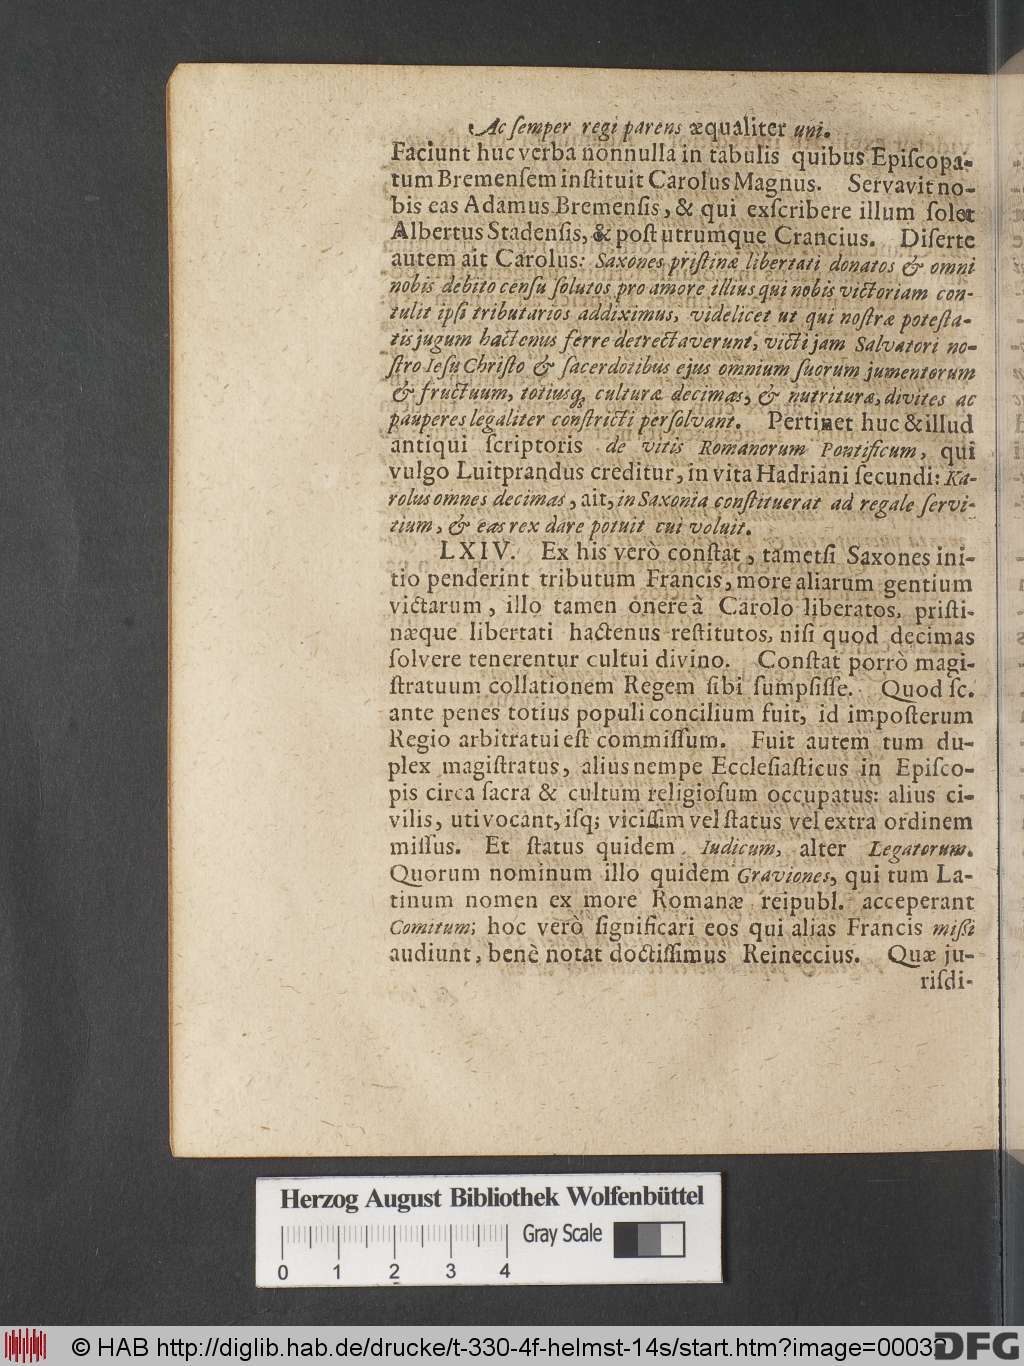 Ac ſemper regi parens æqualiter uni.
Faciunt huc verba nonnulla in tabulis quibus Epiſcopa-
tum Bremenſem inſtituit Carolus Magnus. Servavit no-
bis eas Adamus Bremenſis, & qui exſcribere illum ſolet
Albertus Stadenſis, & poſt utrumque Crancius. Diſerte
autem ait Carolus: Saxones priſtinæ libertati donatos & omni
nobis debito cenſu ſolutos pro amore illius qui nobis victoriam con-
tulit ipſi tributarios addiximus, videlicet ut qui noſtræ poteſta-
tis jugum hactenus ferre detrectaverunt, victi jam Salvatori no-
ſtro Ieſu Chriſto & ſacerdotibus ejus omnium ſuorum jumentorum
& fructuum, totiusq; culturæ decimas, & nutrituræ, divites ac
pauperes legaliter conſtricti perſolvant. Pertinet huc & illud
antiqui ſcriptoris de vitis Romanorum Pontificum, qui
vulgo Luitprandus creditur, in vita Hadriani ſecundi: Ka-
rolus omnes decimas, ait, in Saxonia conſtituerat ad regale ſervi-
tium, & eas rex dare potuit cui voluit.
LXIV. Ex his verò conſtat, tametſi Saxones ini-
tio penderint tributum Francis, more aliarum gentium
victarum, illo tamen onere à Carolo liberatos, priſti-
næque libertati hactenus reſtitutos, niſi quod decimas
ſolvere tenerentur cultui divino. Conſtat porrò magi-
ſtratuum collationem Regem ſibi ſumpſiſſe. Quod ſc.
ante penes totius populi concilium fuit, id impoſterum
Regio arbitratui eſt commiſſum. Fuit autem tum du-
plex magiſtratus, alius nempe Eccleſiaſticus in Epiſco-
pis circa ſacra & cultum religioſum occupatus: alius ci-
vilis, uti vocant, iſq; viciſſim vel ſtatus vel extra ordinem
miſſus. Et ſtatus quidem Iudicum, alter Legatorum.
Quorum nominum illo quidem Graviones, qui tum La-
tinum nomen ex more Romanæ reipubl. acceperant
Comitum; hoc verò ſignificari eos qui alias Francis miſſi
audiunt, benè notat doctiſſimus Reineccius. Quæ ju-
riſdi-
Herzog August Bibliothek Wolfenbüttel
Gray Scale
0 1 2 3 4
© HAB http://diglib.hab.de/drucke/t-330-4f-helmst-14s/start.htm?image=00032
DFG